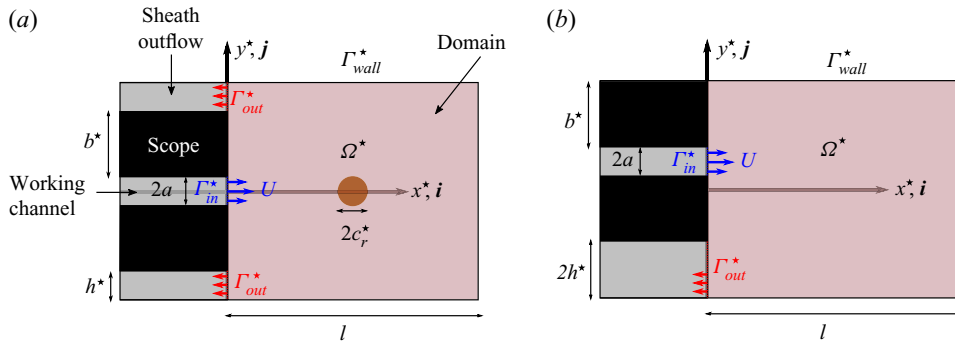 (a)
Sheath
outflow
y*, j
Γ*wall
Domain
Γ*out
b*
Scope
Ω*
Working
channel
2a
Γ*in
U
x*, i
2c*r
h*
Γ*out
l
(b)
y*, j
Γ*wall
b*
Ω*
2a
Γ*in
U
x*, i
2h*
Γ*out
l